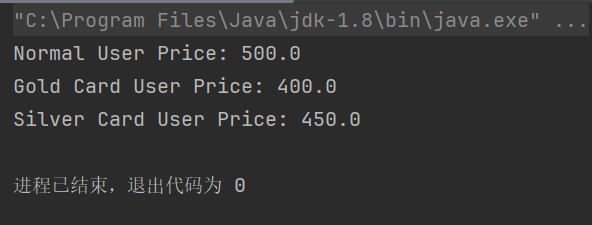 "C:\Program Files\Java\jdk-1.8\bin\java.exe" ...
Normal User Price: 500.0
Gold Card User Price: 400.0
Silver Card User Price: 450.0
进程已结束，退出代码为 0